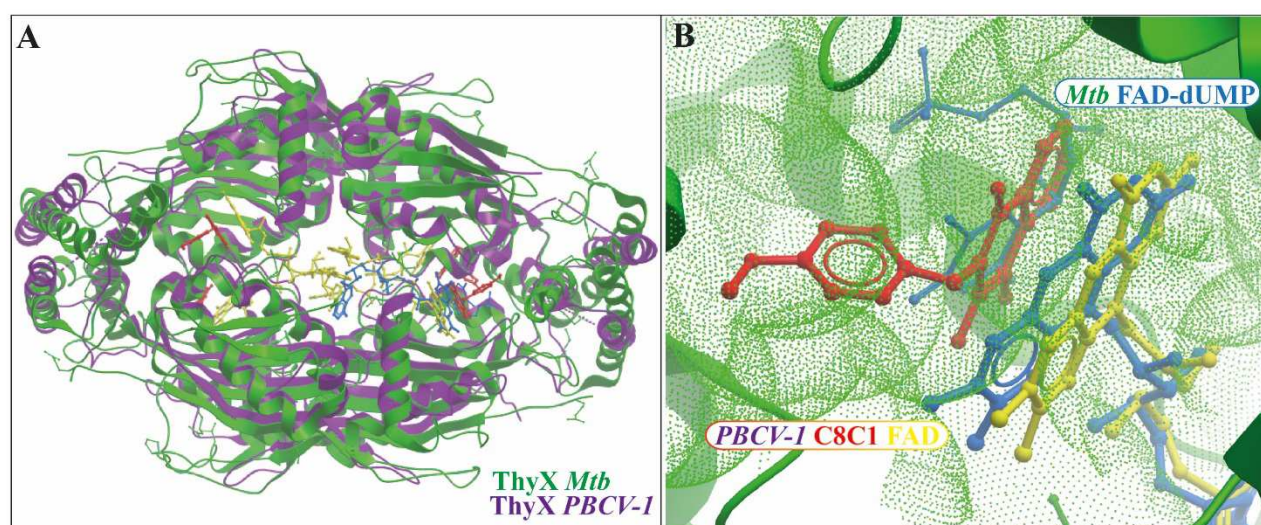 A
B
Mtb FAD-dUMP
PBCV-1 C8C1 FAD
ThyX Mtb
ThyX PBCV-1